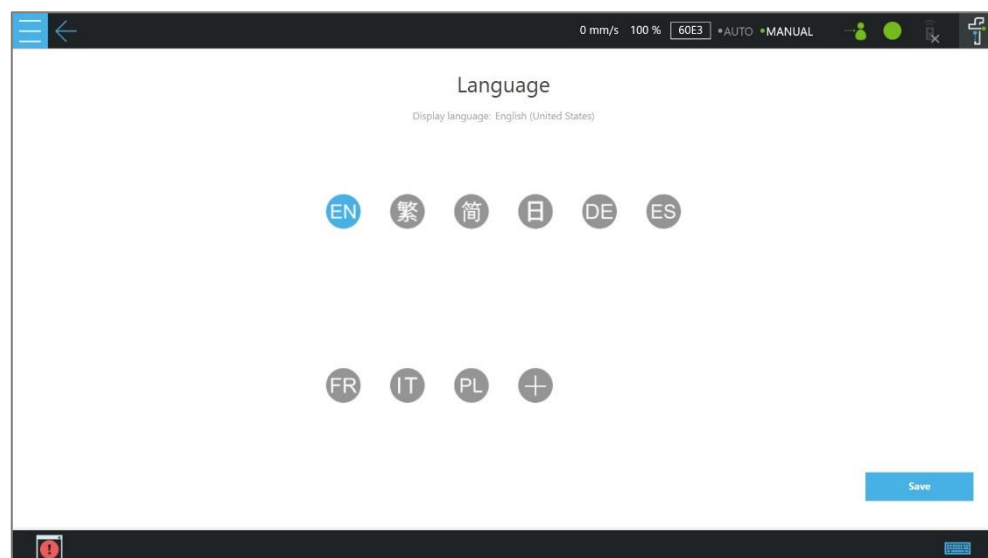 0 mm/s 100 % 60E3 •AUTO •MANUAL
Language
Display language: English (United States)
EN 繁 简 日 DE ES
FR IT PL
Save